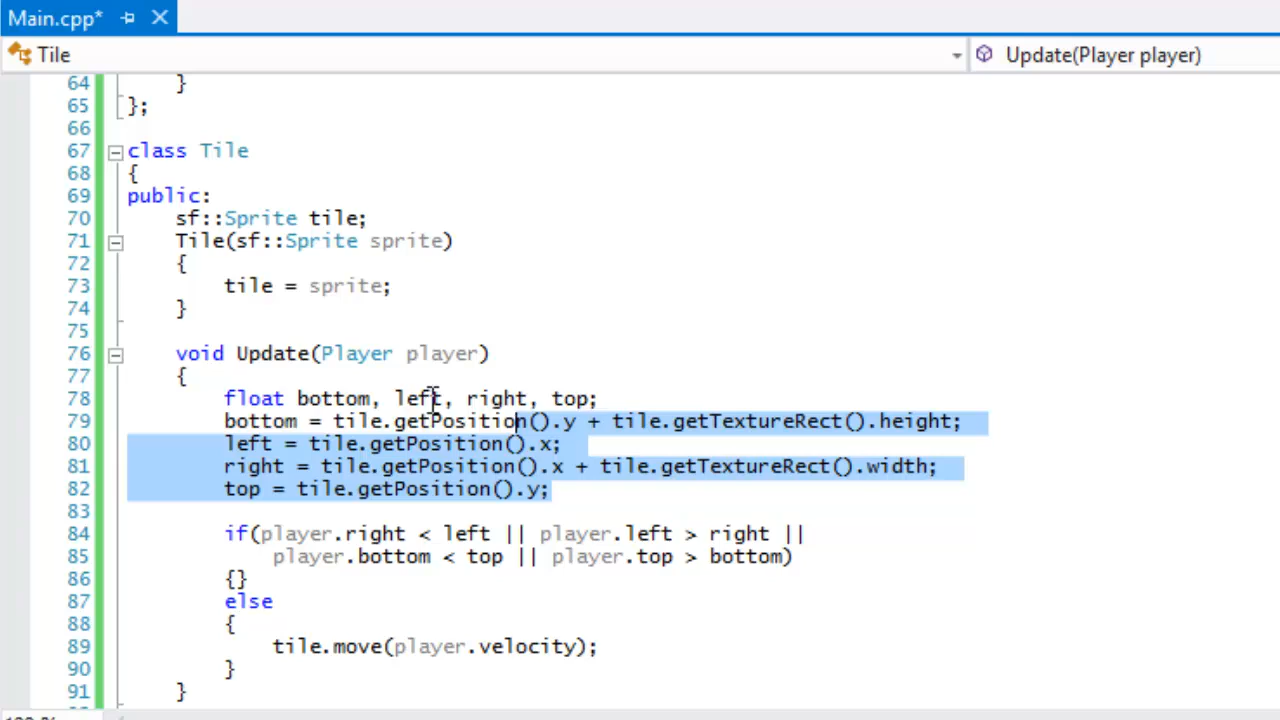 Main.cpp*
Tile
Update(Player player)
64 }
65 };
66
67 class Tile
68 {
69 public:
70 sf::Sprite tile;
71 Tile(sf::Sprite sprite)
72 {
73 tile = sprite;
74 }
75
76 void Update(Player player)
77 {
78 float bottom, left, right, top;
79 bottom = tile.getPosition().y + tile.getTextureRect().height;
80 left = tile.getPosition().x;
81 right = tile.getPosition().x + tile.getTextureRect().width;
82 top = tile.getPosition().y;
83
84 if(player.right < left || player.left > right ||
85 player.bottom < top || player.top > bottom)
86 {}
87 else
88 {
89 tile.move(player.velocity);
90 }
91 }